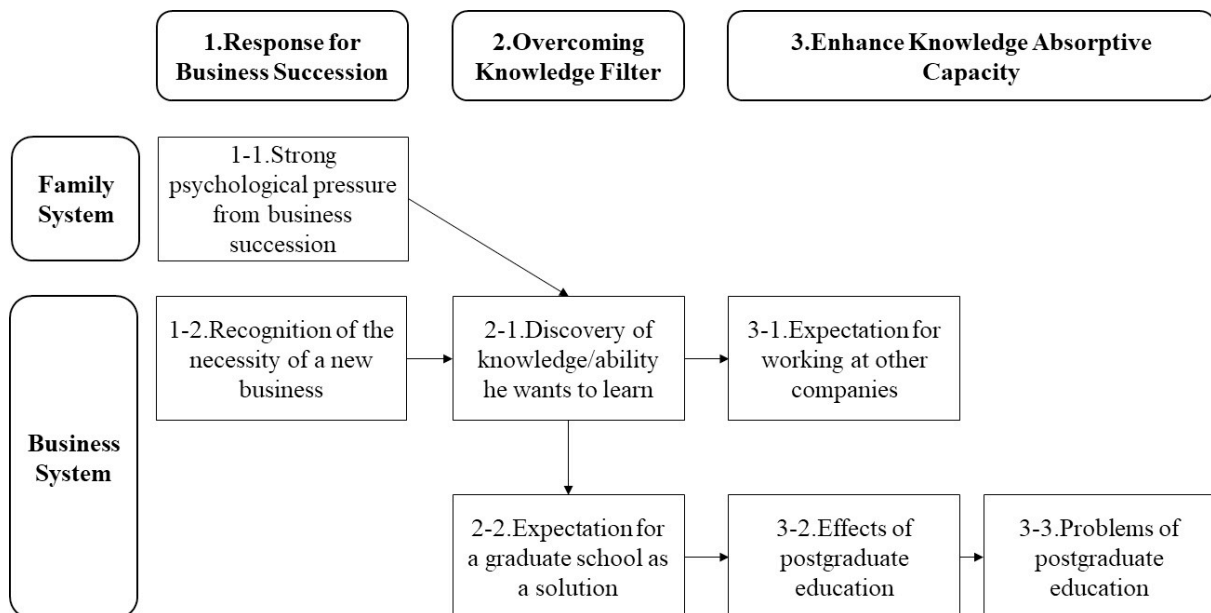 1.Response for
Business Succession
2.Overcoming
Knowledge Filter
3.Enhance Knowledge Absorptive
Capacity
Family
System
1-1.Strong
psychological pressure
from business
succession
Business
System
1-2.Recognition of the
necessity of a new
business
2-1.Discovery of
knowledge/ability
he wants to learn
3-1.Expectation for
working at other
companies
2-2.Expectation for
a graduate school as
a solution
3-2.Effects of
postgraduate
education
3-3.Problems of
postgraduate
education